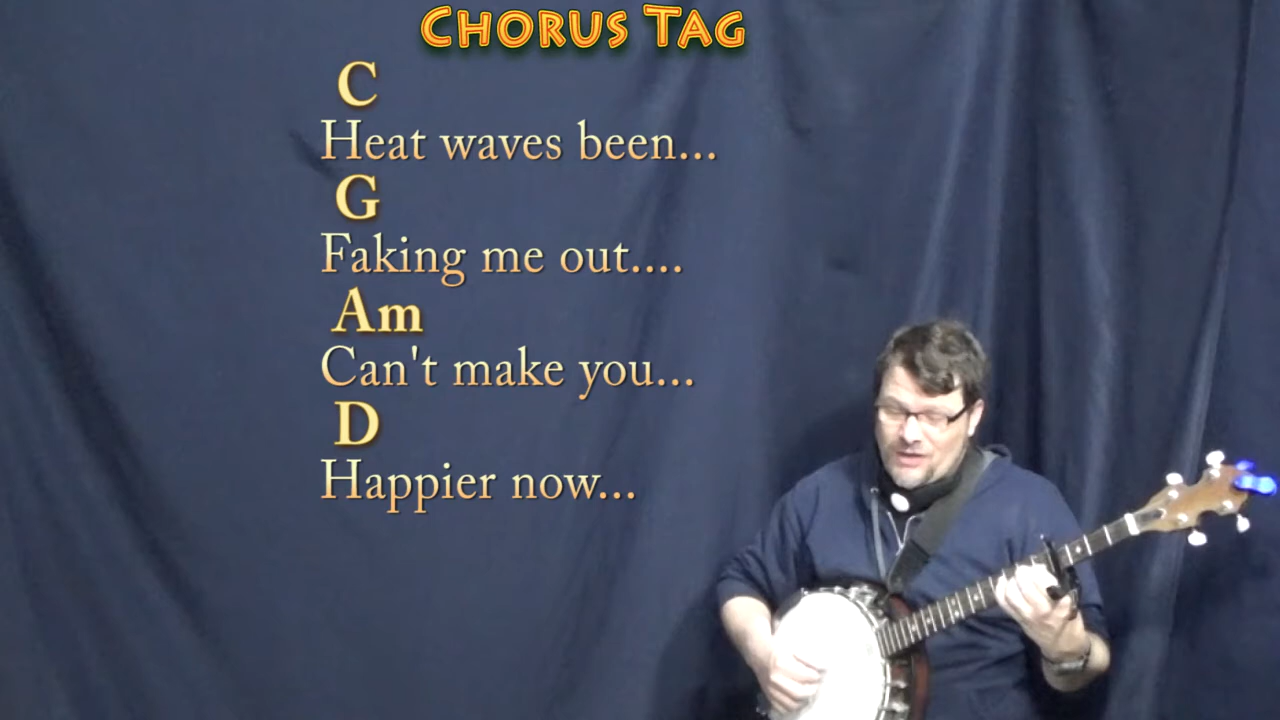 Chorus Tag
C
Heat waves been...
G
Faking me out....
Am
Can't make you...
D
Happier now...